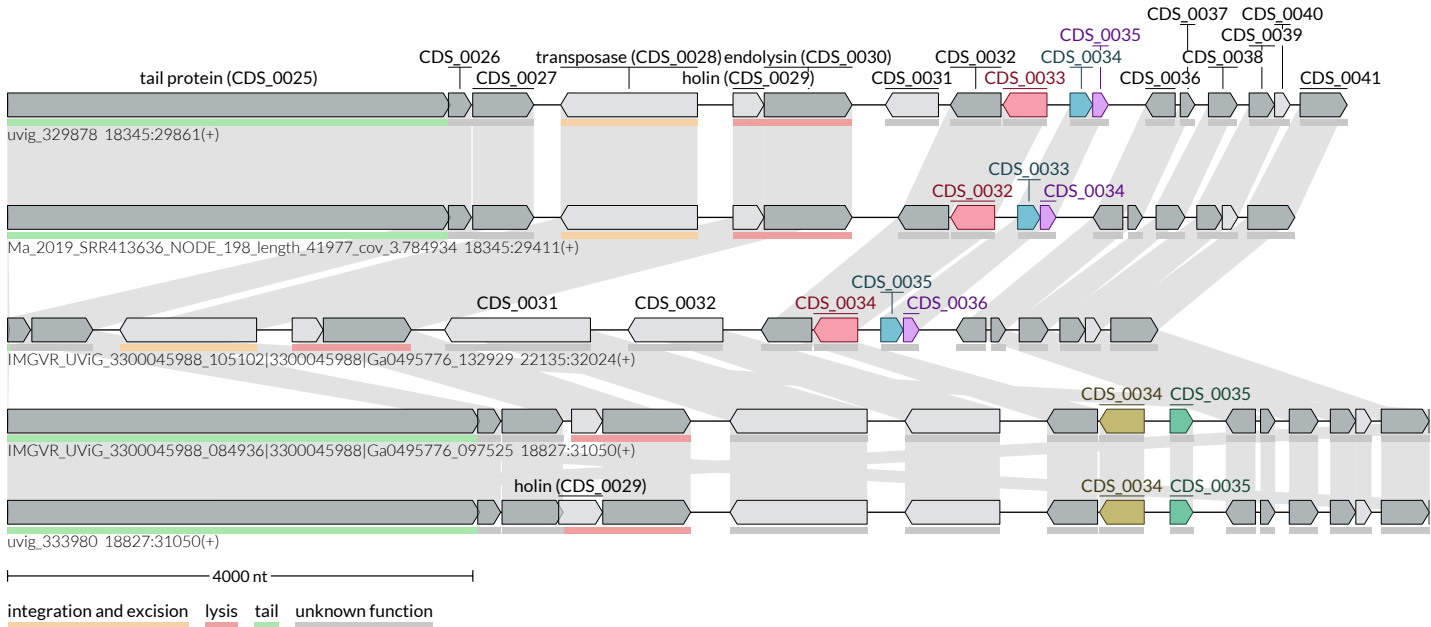 CDS_0037 CDS_0040
CDS_0035 CDS_0039
CDS_0026 transposase (CDS_0028) endolysin (CDS_0030) CDS_0032 CDS_0034 CDS_0038
tail protein (CDS_0025) CDS_0027 holin (CDS_0029) CDS_0031 CDS_0033 CDS_0036 CDS_0041
uvig_329878 18345:29861(+)
CDS_0033
CDS_0032 CDS_0034
Ma_2019_SRR413636_NODE_198_length_41977_cov_3.784934 18345:29411(+)
CDS_0035
CDS_0031 CDS_0032 CDS_0034 CDS_0036
IMGVR_UViG_3300045988_105102|3300045988|Ga0495776_132929 22135:32024(+)
CDS_0034 CDS_0035
IMGVR_UViG_3300045988_084936|3300045988|Ga0495776_097525 18827:31050(+)
holin (CDS_0029) CDS_0034 CDS_0035
uvig_333980 18827:31050(+)
4000 nt
integration and excision lysis tail unknown function